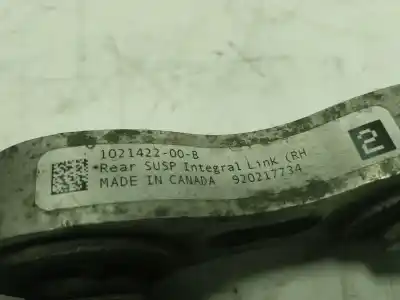 1021422-00-B
*Rear SUSP Integral Link (RH
MADE IN CANADA 920217734
2